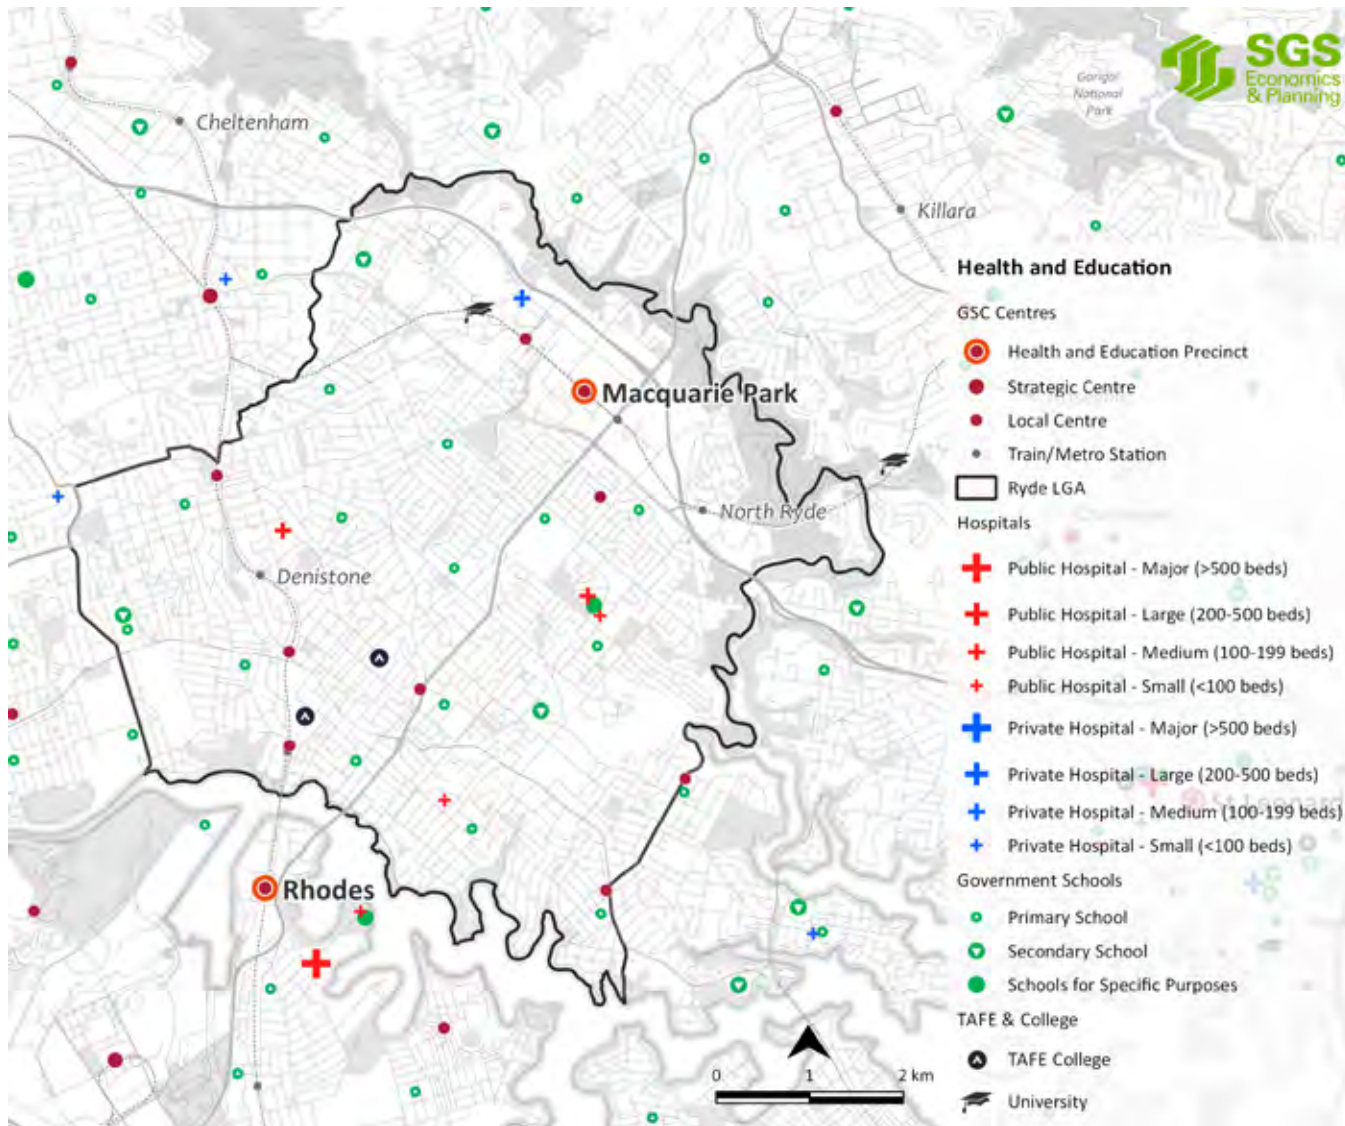 SGS
Economics
& Planning
Garigal
National
Park
Cheltenham
Killara
Macquarie Park
North Ryde
Denistone
Rhodes
Health and Education
GSC Centres
Health and Education Precinct
Strategic Centre
Local Centre
Train/Metro Station
Ryde LGA
Hospitals
Public Hospital - Major (>500 beds)
Public Hospital - Large (200-500 beds)
Public Hospital - Medium (100-199 beds)
Public Hospital - Small (<100 beds)
Private Hospital - Major (>500 beds)
Private Hospital - Large (200-500 beds)
Private Hospital - Medium (100-199 beds)
Private Hospital - Small (<100 beds)
Government Schools
Primary School
Secondary School
Schools for Specific Purposes
TAFE & College
TAFE College
University
0 1 2 km